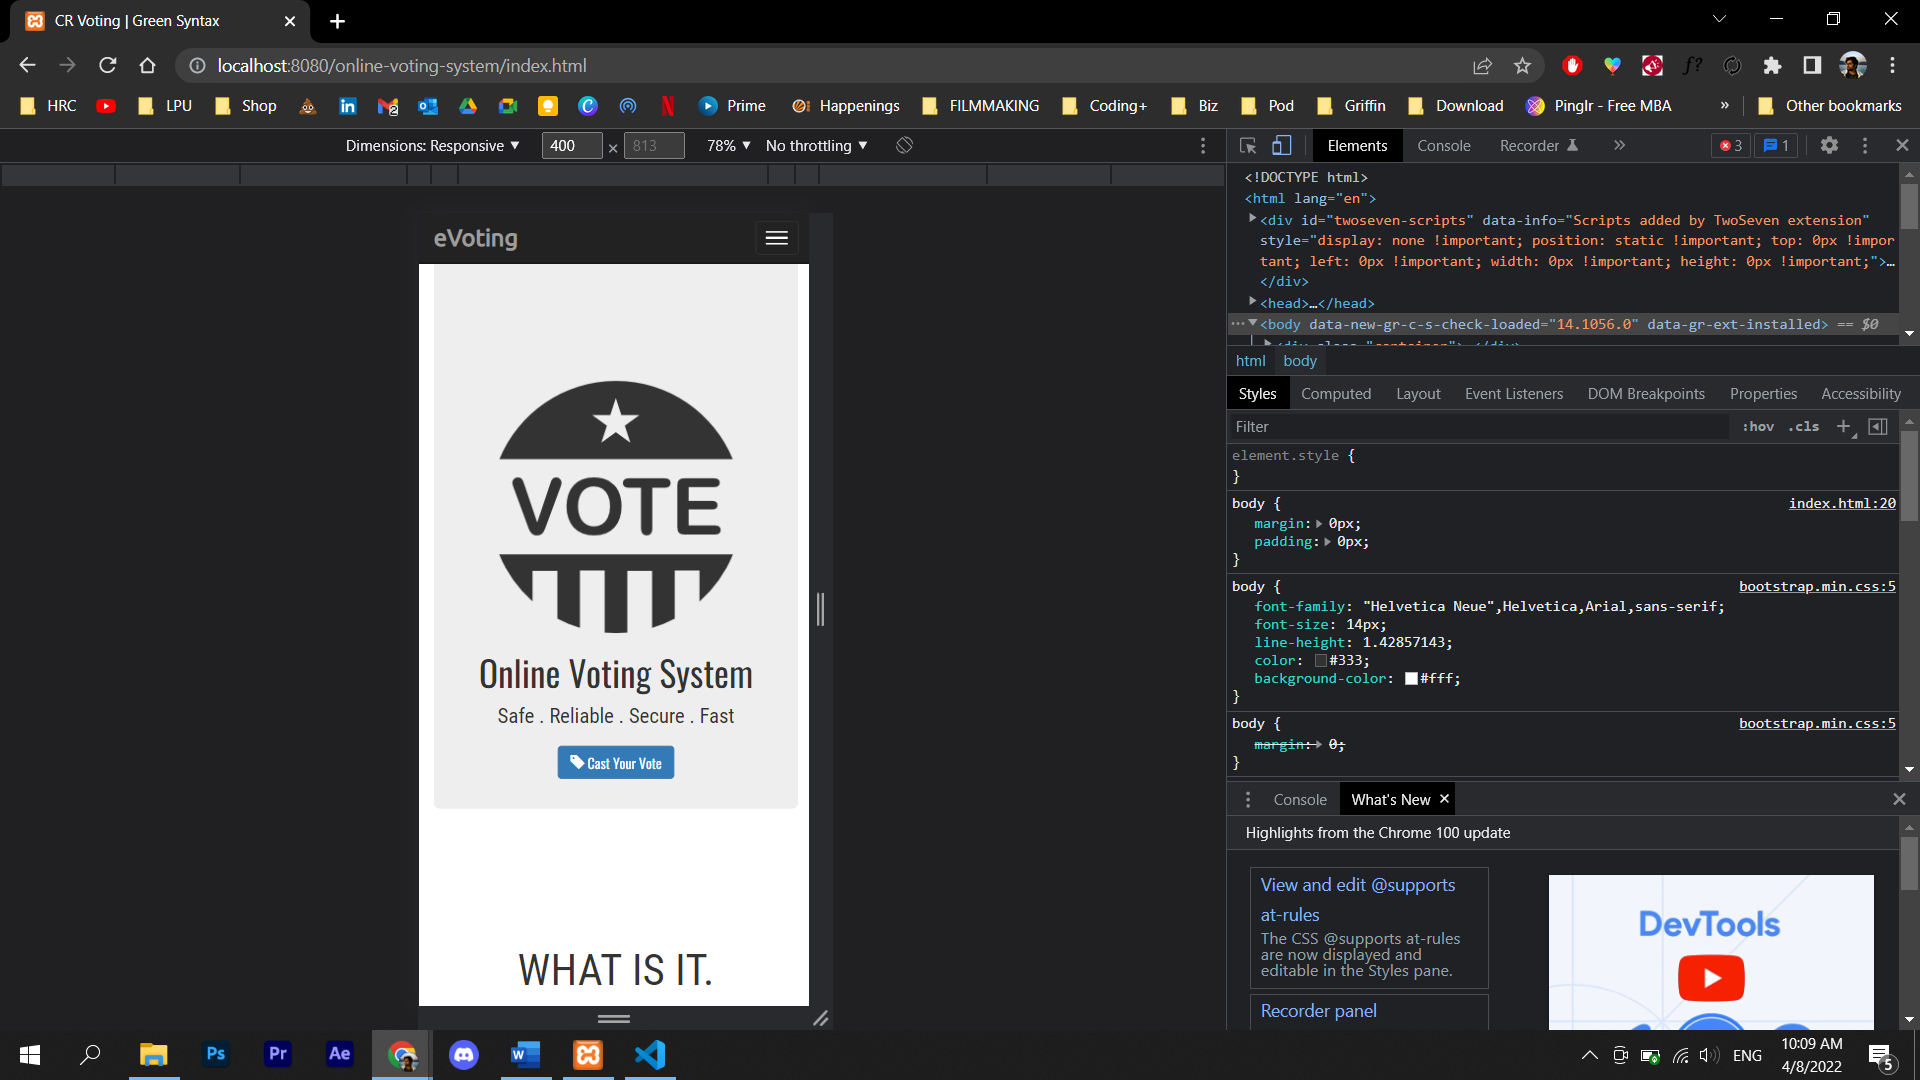 CR Voting | Green Syntax
localhost:8080/online-voting-system/index.html
HRC LPU Shop Prime Happenings FILMMAKING Coding+ Biz Pod Griffin Download Pinglr - Free MBA » Other bookmarks
Dimensions: Responsive 400 × 813 78% No throttling
Elements Console Recorder » 3 1
<!DOCTYPE html>
<html lang="en">
<div id="twoseven-scripts" data-info="Scripts added by TwoSeven extension"
style="display: none !important; position: static !important; top: 0px !impor
tant; left: 0px !important; width: 0px !important; height: 0px !important;">…
</div>
<head>…</head>
<body data-new-gr-c-s-check-loaded="14.1056.0" data-gr-ext-installed> == $0
html body
Styles Computed Layout Event Listeners DOM Breakpoints Properties Accessibility
Filter :hov .cls +
element.style {
}
body { index.html:20
margin: 0px;
padding: 0px;
}
body { bootstrap.min.css:5
font-family: "Helvetica Neue",Helvetica,Arial,sans-serif;
font-size: 14px;
line-height: 1.42857143;
color: #333;
background-color: #fff;
}
body { bootstrap.min.css:5
margin: 0;
}
Console What's New
Highlights from the Chrome 100 update
View and edit @supports
at-rules
The CSS @supports at-rules
are now displayed and
editable in the Styles pane.
Recorder panel
DevTools
eVoting
VOTE
Online Voting System
Safe . Reliable . Secure . Fast
Cast Your Vote
WHAT IS IT.
Ps Pr Ae
ENG
10:09 AM
4/8/2022
5